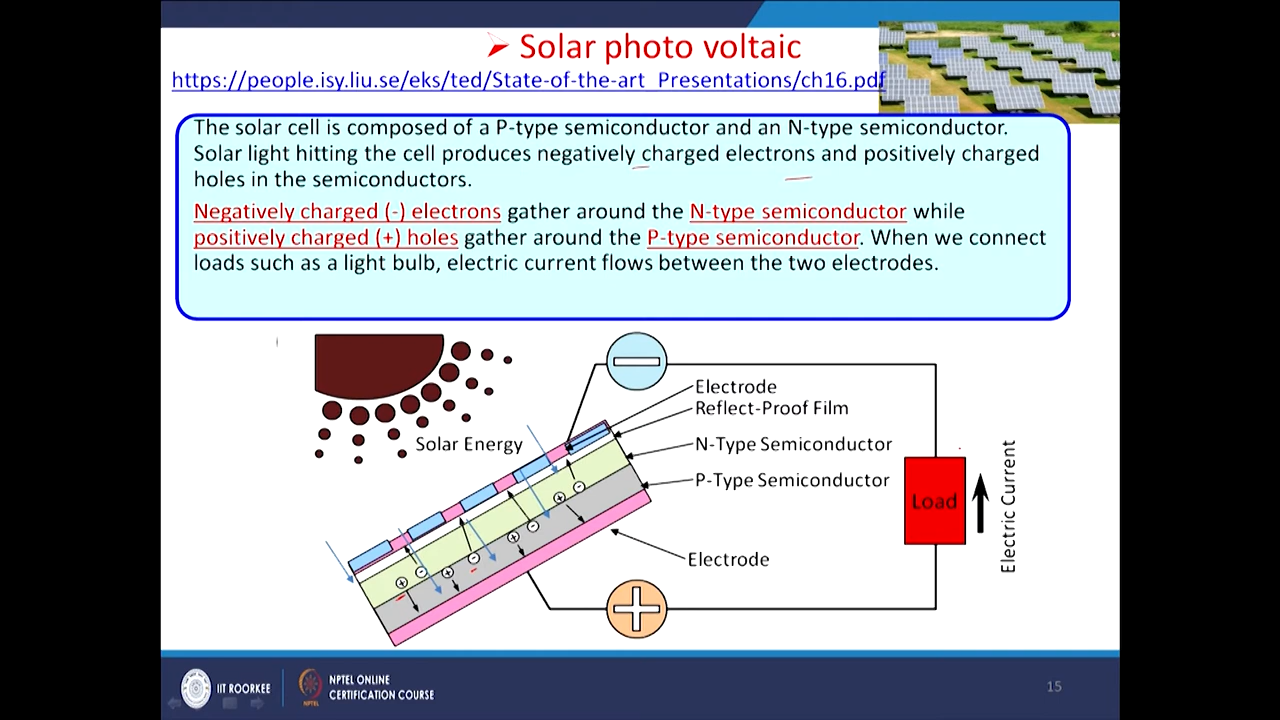 ➢ Solar photo voltaic
https://people.isy.liu.se/eks/ted/State-of-the-art_Presentations/ch16.pdf
The solar cell is composed of a P-type semiconductor and an N-type semiconductor.
Solar light hitting the cell produces negatively charged electrons and positively charged
holes in the semiconductors.
Negatively charged (-) electrons gather around the N-type semiconductor while
positively charged (+) holes gather around the P-type semiconductor. When we connect
loads such as a light bulb, electric current flows between the two electrodes.
Electrode
Reflect-Proof Film
Solar Energy
N-Type Semiconductor
P-Type Semiconductor
Load
Electric Current
Electrode
IIT ROORKEE
NPTEL
NPTEL ONLINE
CERTIFICATION COURSE
15